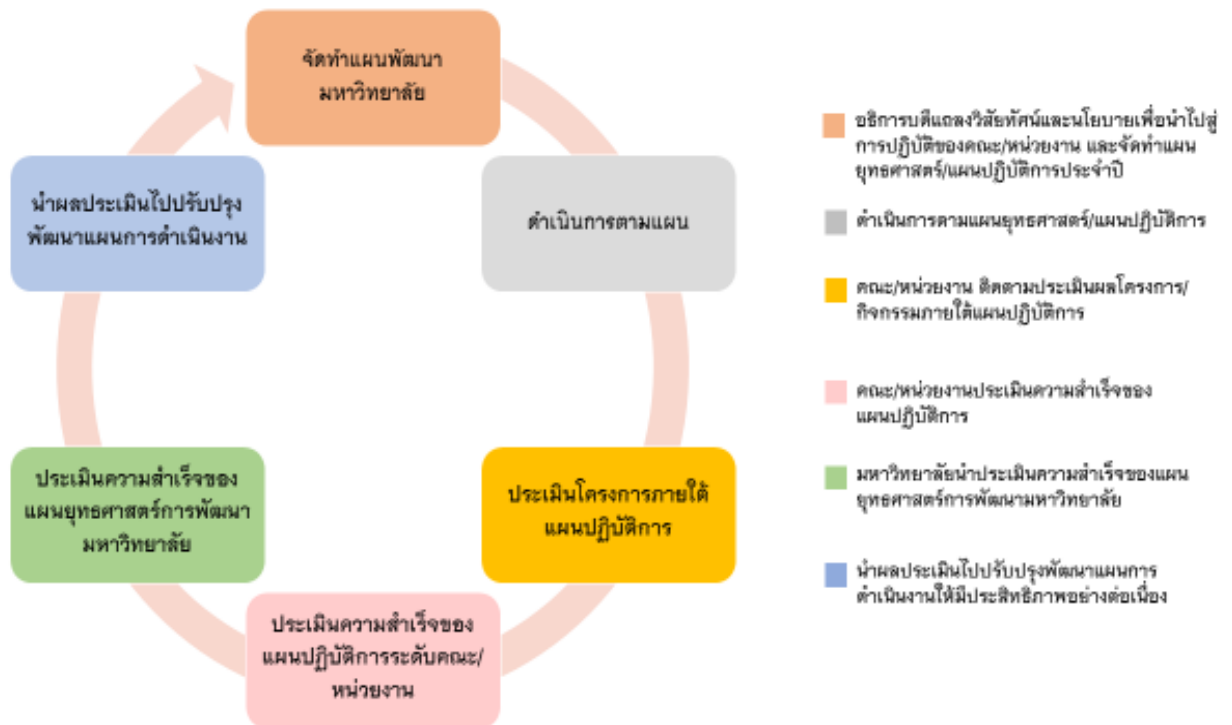 จัดทำแผนพัฒนา
มหาวิทยาลัย
ดำเนินการตามแผน
ประเมินโครงการภายใต้
แผนปฏิบัติการ
ประเมินความสำเร็จของ
แผนปฏิบัติการระดับคณะ/
หน่วยงาน
ประเมินความสำเร็จของ
แผนยุทธศาสตร์การพัฒนา
มหาวิทยาลัย
นำผลประเมินไปปรับปรุง
พัฒนาแผนการดำเนินงาน
อธิการบดีแถลงวิสัยทัศน์และนโยบายเพื่อนำไปสู่
การปฏิบัติของคณะ/หน่วยงาน และจัดทำแผน
ยุทธศาสตร์/แผนปฏิบัติการประจำปี
ดำเนินการตามแผนยุทธศาสตร์/แผนปฏิบัติการ
คณะ/หน่วยงาน ติดตามประเมินผลโครงการ/
กิจกรรมภายใต้แผนปฏิบัติการ
คณะ/หน่วยงานประเมินความสำเร็จของ
แผนปฏิบัติการ
มหาวิทยาลัยนำประเมินความสำเร็จของแผน
ยุทธศาสตร์การพัฒนามหาวิทยาลัย
นำผลประเมินไปปรับปรุงพัฒนาแผนการ
ดำเนินงานให้มีประสิทธิภาพอย่างต่อเนื่อง